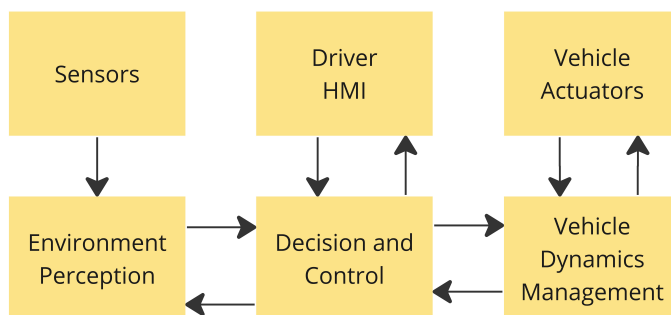 Sensors
Driver
HMI
Vehicle
Actuators
Environment
Perception
Decision and
Control
Vehicle
Dynamics
Management